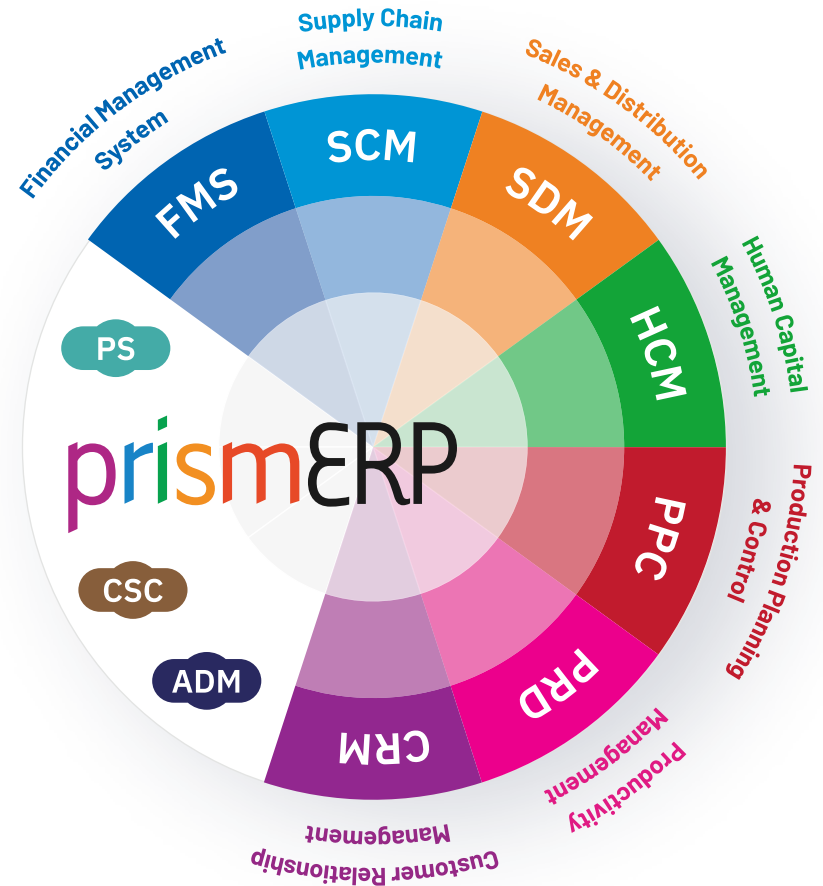 Supply Chain
Management
Sales & Distribution
Management
Financial Management
System
Human Capital
Management
Production Planning
& Control
Productivity
Management
Customer Relationship
Management
FMS
SCM
SDM
HCM
PPC
PRD
CRM
PS
prismERP
CSC
ADM